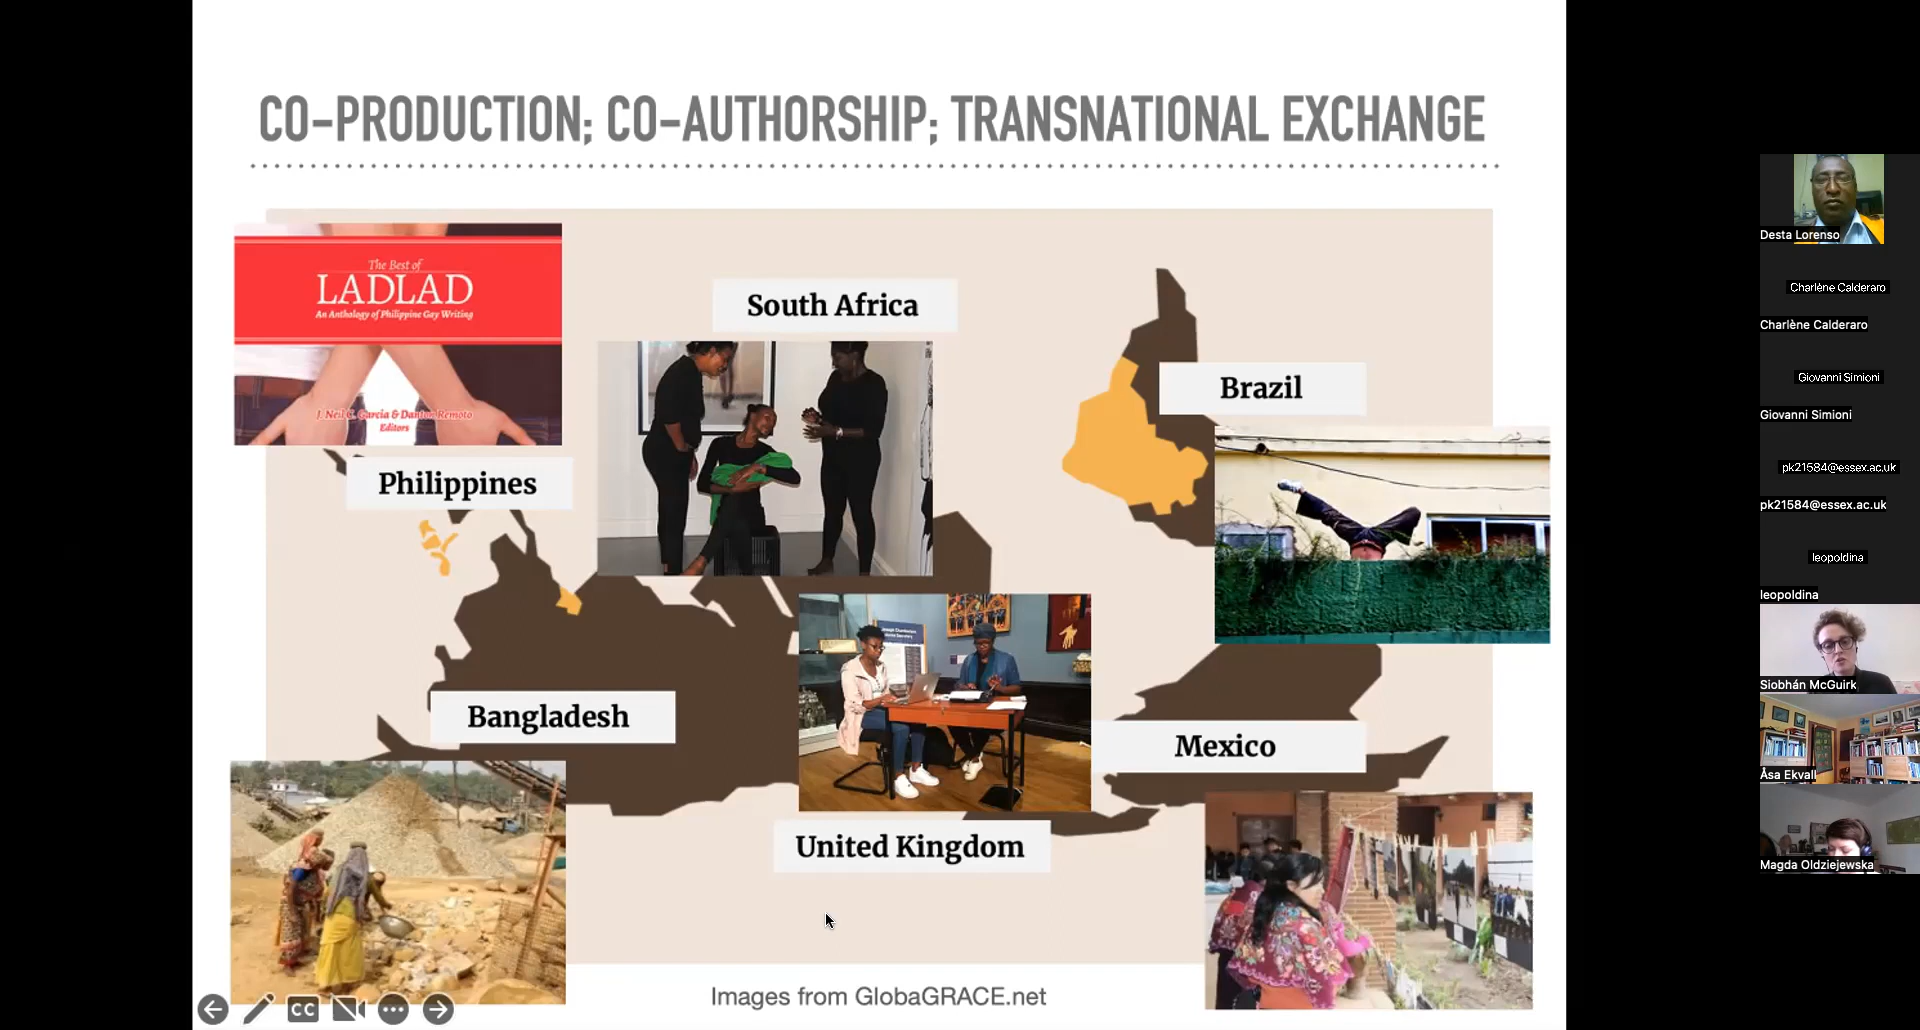 CO-PRODUCTION; CO-AUTHORSHIP; TRANSNATIONAL EXCHANGE
The Best of
LADLAD
An Anthology of Philippine Gay Writing
J. Neil C. Garcia & Danton Remoto
Editors
South Africa
Brazil
Philippines
Bangladesh
Mexico
United Kingdom
Images from GlobaGRACE.net
CC
Desta Lorenso
Charlène Calderaro
Charlène Calderaro
Giovanni Simioni
Giovanni Simioni
pk21584@essex.ac.uk
pk21584@essex.ac.uk
leopoldina
leopoldina
Siobhán McGuirk
Åsa Ekvall
Magda Oldziejewska